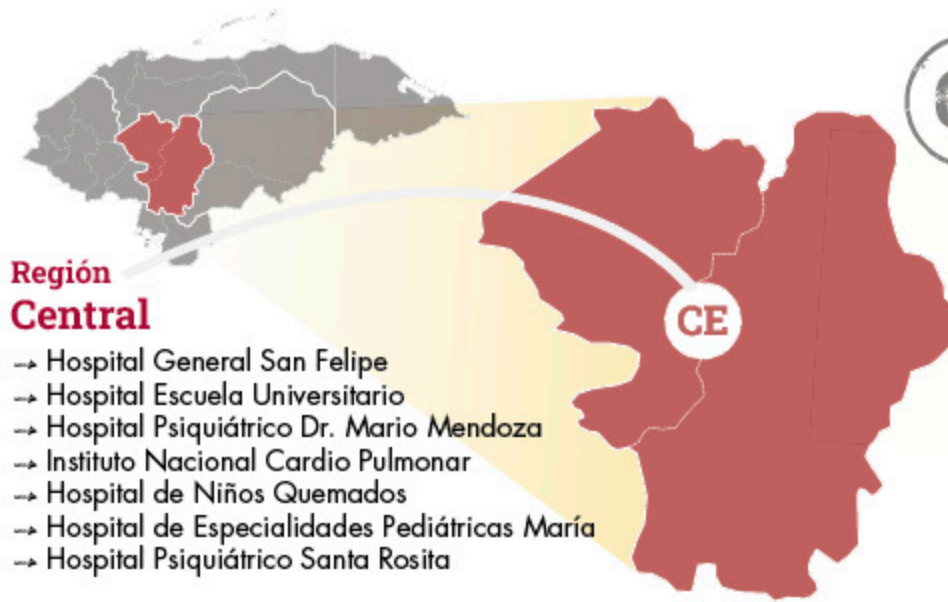 Región
Central
→ Hospital General San Felipe
→ Hospital Escuela Universitario
→ Hospital Psiquiátrico Dr. Mario Mendoza
→ Instituto Nacional Cardio Pulmonar
→ Hospital de Niños Quemados
→ Hospital de Especialidades Pediátricas María
→ Hospital Psiquiátrico Santa Rosita
CE